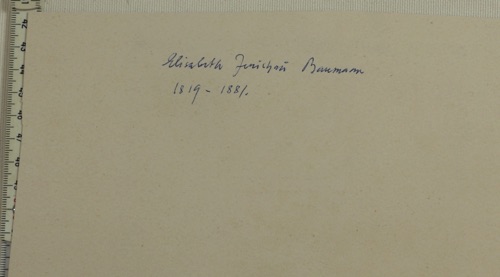 Elisabeth Jerichau Baumann
1819 - 1881.